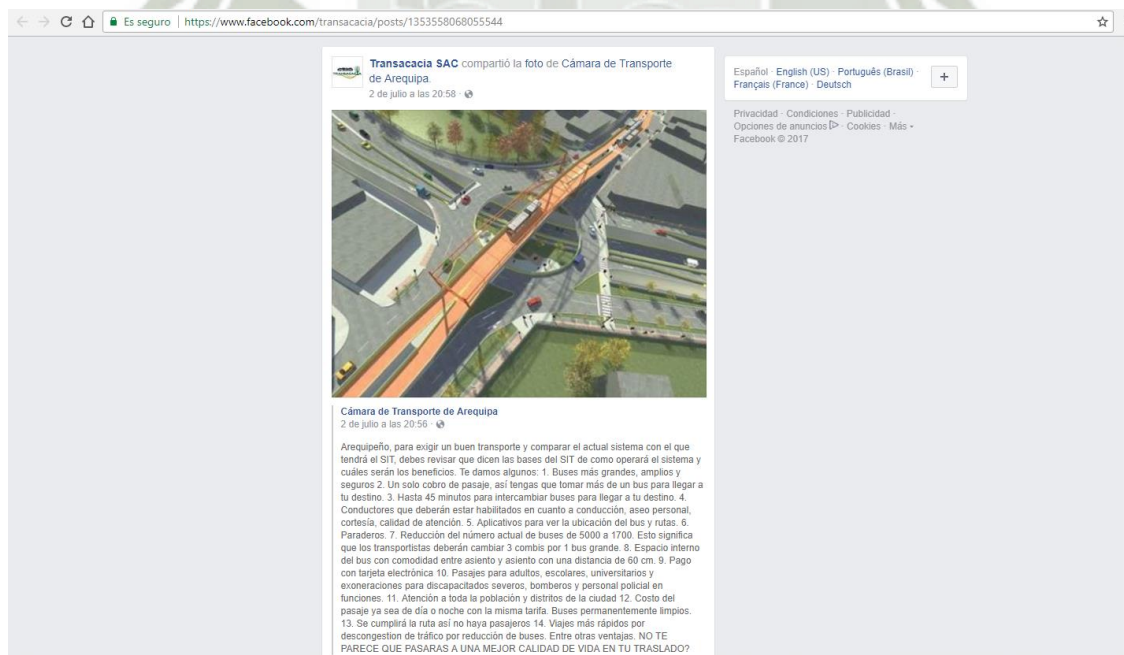 Es seguro | https://www.facebook.com/transacacia/posts/1353558068055544
Transacacia SAC compartió la foto de Cámara de Transporte
de Arequipa.
2 de julio a las 20:58 ·
Cámara de Transporte de Arequipa
2 de julio a las 20:56 ·
Arequipeño, para exigir un buen transporte y comparar el actual sistema con el que
tendrá el SIT, debes revisar que dicen las bases del SIT de como operará el sistema y
cuáles serán los beneficios. Te damos algunos: 1. Buses más grandes, amplios y
seguros 2. Un solo cobro de pasaje, así tengas que tomar más de un bus para llegar a
tu destino. 3. Hasta 45 minutos para intercambiar buses para llegar a tu destino. 4.
Conductores que deberán estar habilitados en cuanto a conducción, aseo personal,
cortesía, calidad de atención. 5. Aplicativos para ver la ubicación del bus y rutas. 6.
Paraderos. 7. Reducción del número actual de buses de 5000 a 1700. Esto significa
que los transportistas deberán cambiar 3 combis por 1 bus grande. 8. Espacio interno
del bus con comodidad entre asiento y asiento con una distancia de 60 cm. 9. Pago
con tarjeta electrónica 10. Pasajes para adultos, escolares, universitarios y
exoneraciones para discapacitados severos, bomberos y personal policial en
funciones. 11. Atención a toda la población y distritos de la ciudad 12. Costo del
pasaje ya sea de día o noche con la misma tarifa. Buses permanentemente limpios.
13. Se cumplirá la ruta así no haya pasajeros 14. Viajes más rápidos por
descongestion de tráfico por reducción de buses. Entre otras ventajas. NO TE
PARECE QUE PASARAS A UNA MEJOR CALIDAD DE VIDA EN TU TRASLADO?
Español · English (US) · Português (Brasil) ·
Français (France) · Deutsch
+
Privacidad · Condiciones · Publicidad ·
Opciones de anuncios · Cookies · Más
Facebook © 2017